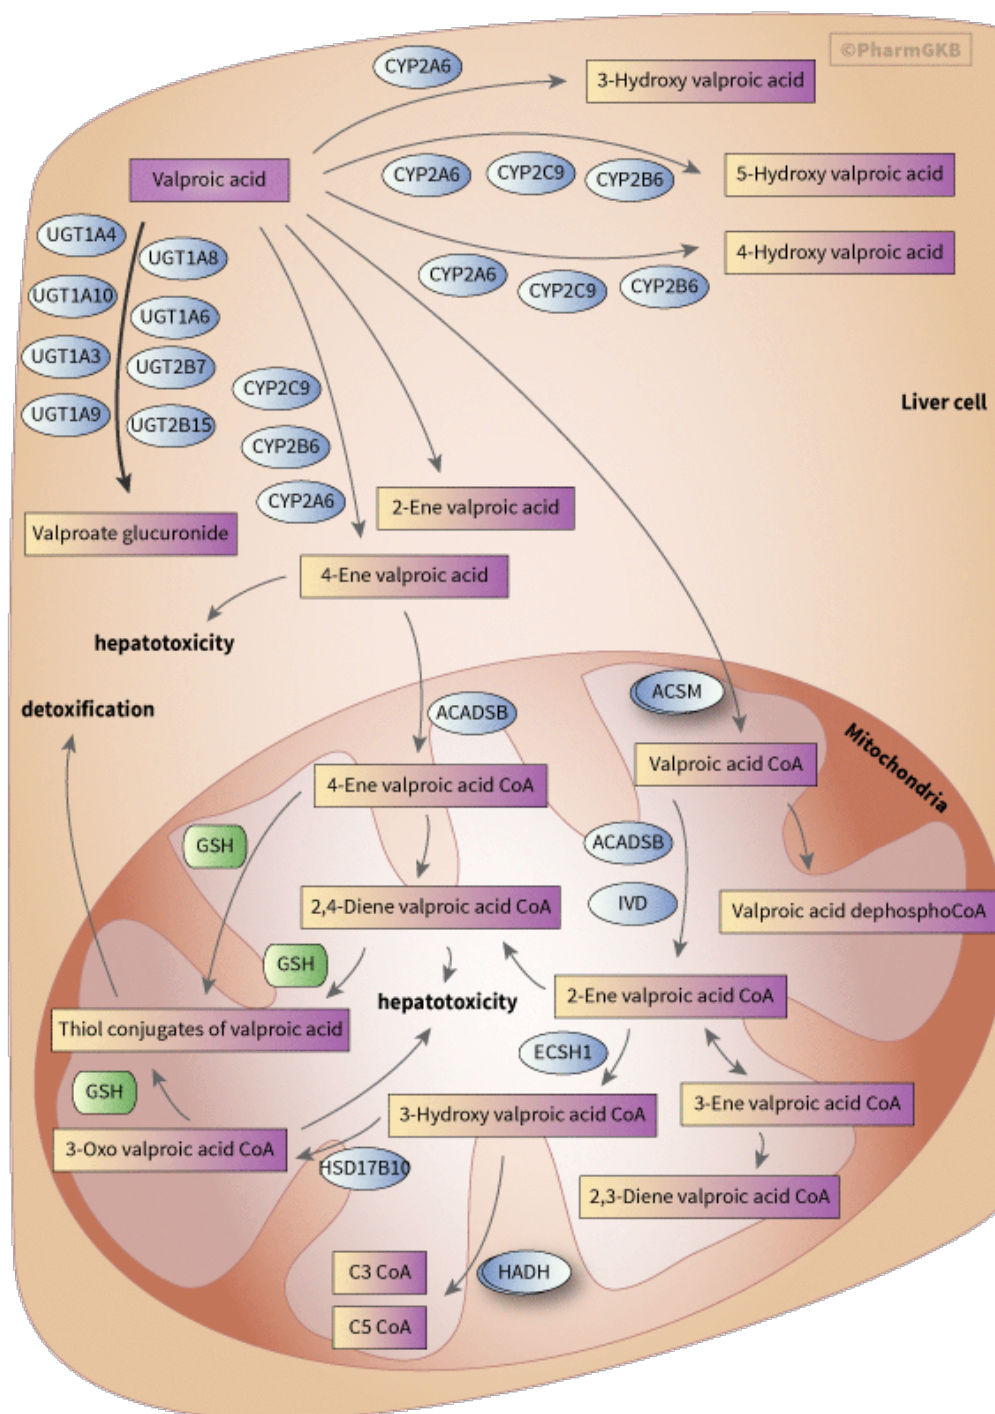 ©PharmGKB
CYP2A6
3-Hydroxy valproic acid
Valproic acid
CYP2A6
CYP2C9
CYP2B6
5-Hydroxy valproic acid
UGT1A4
UGT1A8
4-Hydroxy valproic acid
CYP2A6
CYP2C9
CYP2B6
UGT1A10
UGT1A6
UGT1A3
UGT2B7
CYP2C9
Liver cell
UGT1A9
UGT2B15
CYP2B6
CYP2A6
2-Ene valproic acid
Valproate glucuronide
4-Ene valproic acid
hepatotoxicity
detoxification
ACADSB
ACSM
Mitochondria
Valproic acid CoA
4-Ene valproic acid CoA
GSH
ACADSB
IVD
2,4-Diene valproic acid CoA
Valproic acid dephosphoCoA
GSH
hepatotoxicity
2-Ene valproic acid CoA
Thiol conjugates of valproic acid
ECSH1
GSH
3-Hydroxy valproic acid CoA
3-Ene valproic acid CoA
3-Oxo valproic acid CoA
HSD17B10
2,3-Diene valproic acid CoA
C3 CoA
HADH
C5 CoA